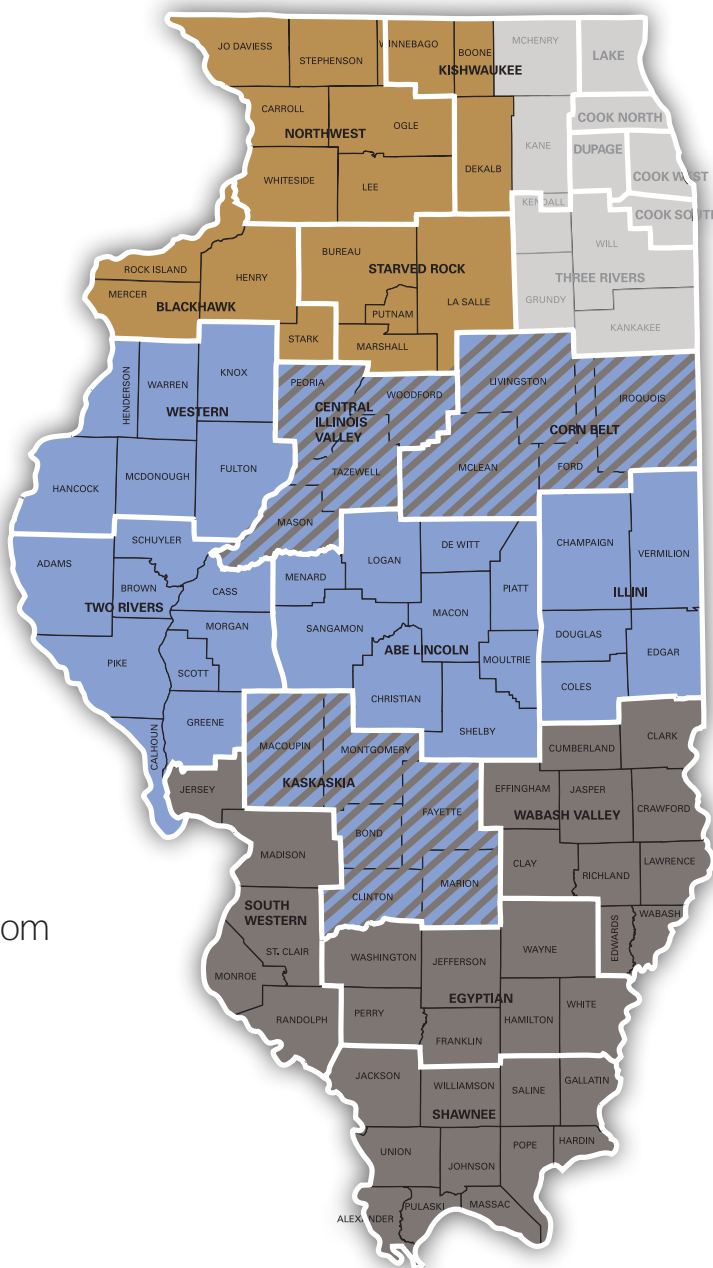 JO DAVIESS
STEPHENSON
WINNEBAGO
BOONE
MCHENRY
LAKE
KISHWAUKEE
CARROLL
NORTHWEST
OGLE
COOK NORTH
KANE
DUPAGE
WHITESIDE
LEE
DEKALB
COOK WEST
KENDALL
COOK SOUTH
BUREAU
WILL
ROCK ISLAND
HENRY
STARVED ROCK
THREE RIVERS
MERCER
BLACKHAWK
PUTNAM
LA SALLE
GRUNDY
STARK
MARSHALL
KANKAKEE
HENDERSON
WARREN
KNOX
PEORIA
WOODFORD
LIVINGSTON
IROQUOIS
WESTERN
CENTRAL
ILLINOIS
VALLEY
CORN BELT
HANCOCK
MCDONOUGH
FULTON
TAZEWELL
MCLEAN
FORD
MASON
SCHUYLER
DE WITT
CHAMPAIGN
VERMILION
ADAMS
LOGAN
BROWN
CASS
MENARD
PIATT
ILLINI
TWO RIVERS
MORGAN
SANGAMON
MACON
DOUGLAS
ABE LINCOLN
MOULTRIE
EDGAR
PIKE
SCOTT
COLES
CHRISTIAN
GREENE
SHELBY
CALHOUN
MACOUPIN
MONTGOMERY
CUMBERLAND
CLARK
JERSEY
KASKASKIA
EFFINGHAM
JASPER
FAYETTE
WABASH VALLEY
CRAWFORD
BOND
MADISON
CLAY
RICHLAND
LAWRENCE
CLINTON
MARION
SOUTH
WESTERN
EDWARDS
WABASH
om
ST. CLAIR
WASHINGTON
JEFFERSON
WAYNE
MONROE
EGYPTIAN
WHITE
RANDOLPH
PERRY
HAMILTON
FRANKLIN
JACKSON
WILLIAMSON
SALINE
GALLATIN
SHAWNEE
UNION
POPE
HARDIN
JOHNSON
ALEXANDER
PULASKI
MASSAC